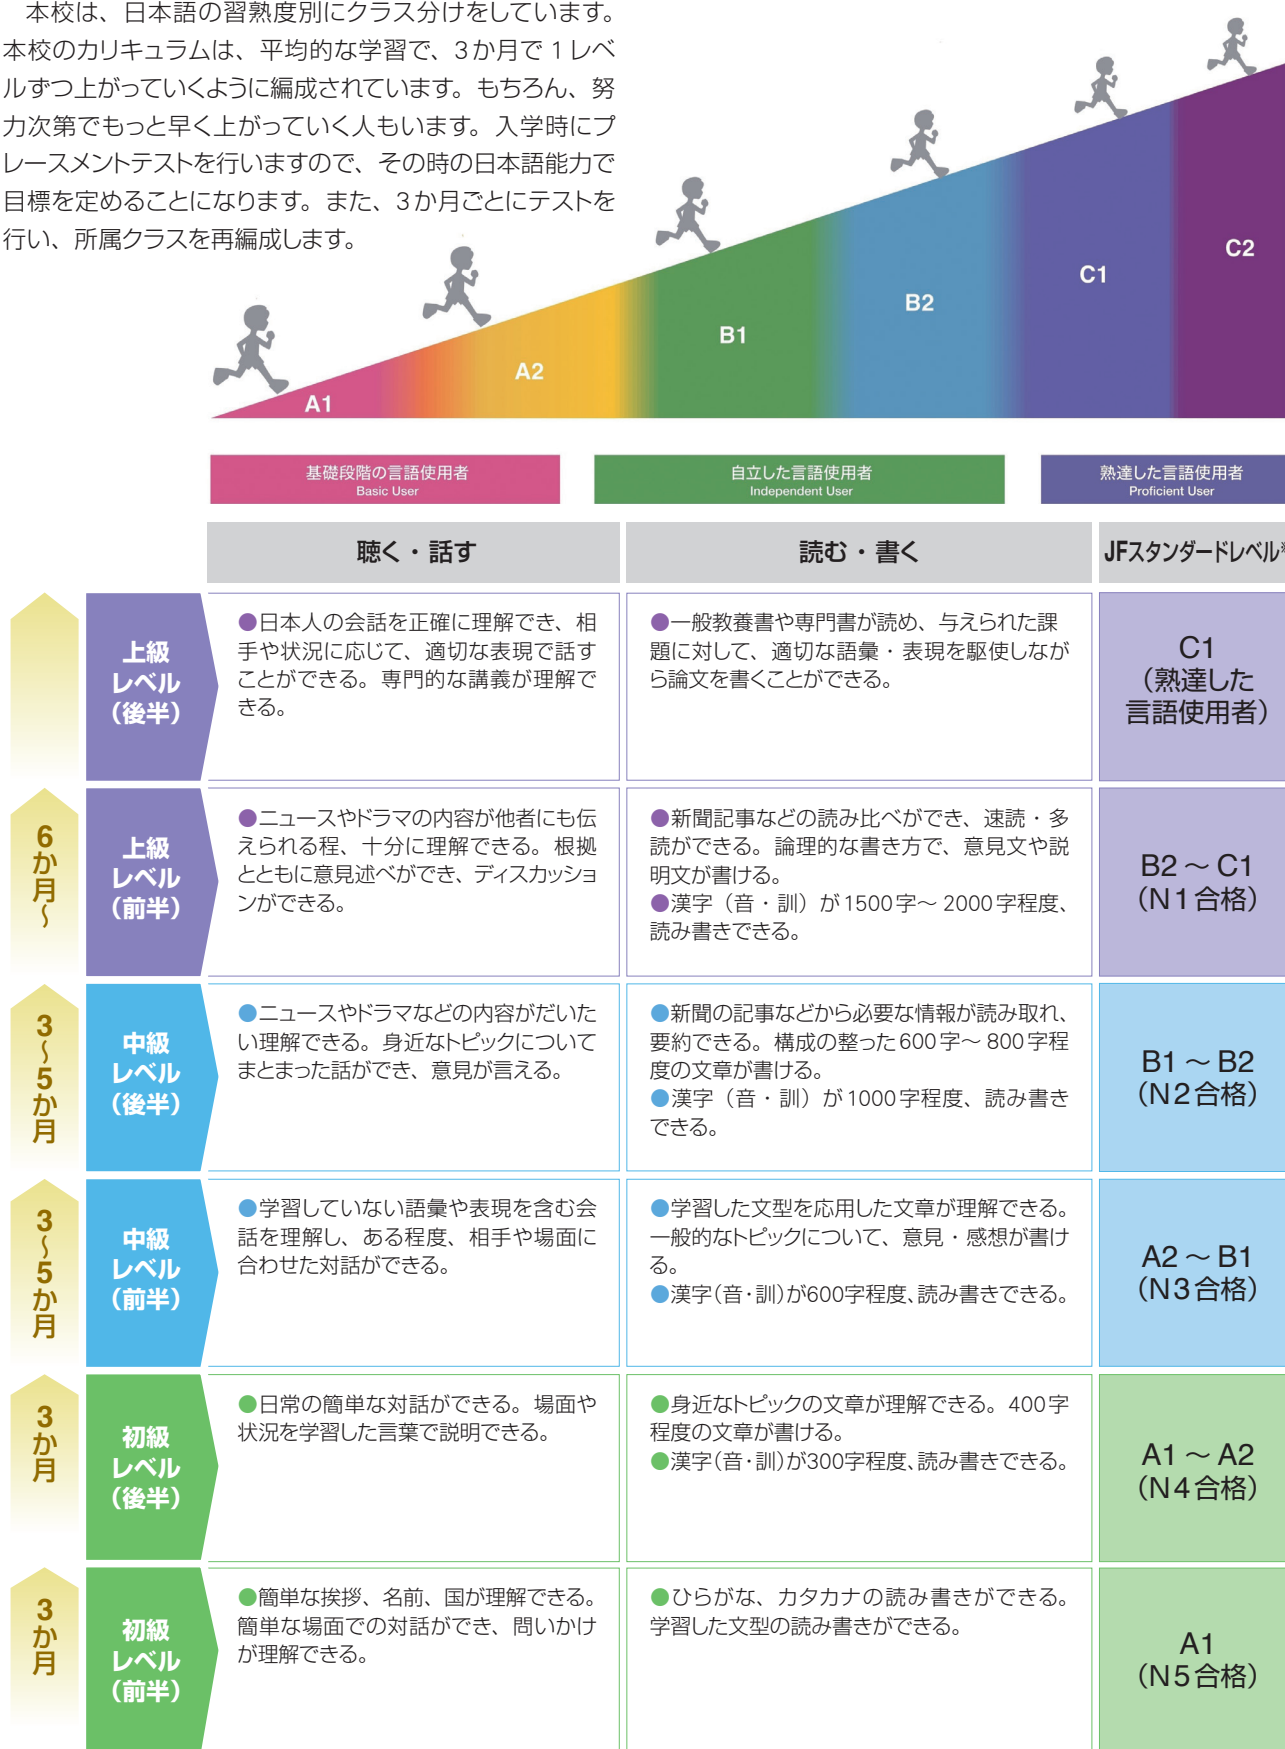 本校は、日本語の習熟度別にクラス分けをしています。
本校のカリキュラムは、平均的な学習で、3か月で1レベ
ルずつ上がっていくように編成されています。もちろん、努
力次第でもっと早く上がっていく人もいます。入学時にプ
レースメントテストを行いますので、その時の日本語能力で
目標を定めることになります。また、3か月ごとにテストを
行い、所属クラスを再編成します。
A1
A2
B1
B2
C1
C2
基礎段階の言語使用者
Basic User
自立した言語使用者
Independent User
熟達した言語使用者
Proficient User
聴く・話す
読む・書く
JFスタンダードレベル
上級
レベル
（後半）
●日本人の会話を正確に理解でき、相
手や状況に応じて、適切な表現で話す
ことができる。専門的な講義が理解で
きる。
●一般教養書や専門書が読め、与えられた課
題に対して、適切な語彙・表現を駆使しなが
ら論文を書くことができる。
C1
（熟達した
言語使用者）
6か月〜
上級
レベル
（前半）
●ニュースやドラマの内容が他者にも伝
えられる程、十分に理解できる。根拠
とともに意見述べができ、ディスカッショ
ンができる。
●新聞記事などの読み比べができ、速読・多
読ができる。論理的な書き方で、意見文や説
明文が書ける。
●漢字（音・訓）が1500字〜2000字程度、
読み書きできる。
B2〜C1
（N1合格）
3〜5か月
中級
レベル
（後半）
●ニュースやドラマなどの内容がだいた
い理解できる。身近なトピックについて
まとまった話ができ、意見が言える。
●新聞の記事などから必要な情報が読み取れ、
要約できる。構成の整った600字〜800字程
度の文章が書ける。
●漢字（音・訓）が1000字程度、読み書き
できる。
B1〜B2
（N2合格）
3〜5か月
中級
レベル
（前半）
●学習していない語彙や表現を含む会
話を理解し、ある程度、相手や場面に
合わせた対話ができる。
●学習した文型を応用した文章が理解できる。
一般的なトピックについて、意見・感想が書け
る。
●漢字（音・訓）が600字程度、読み書きできる。
A2〜B1
（N3合格）
3か月
初級
レベル
（後半）
●日常の簡単な対話ができる。場面や
状況を学習した言葉で説明できる。
●身近なトピックの文章が理解できる。400字
程度の文章が書ける。
●漢字（音・訓）が300字程度、読み書きできる。
A1〜A2
（N4合格）
3か月
初級
レベル
（前半）
●簡単な挨拶、名前、国が理解できる。
簡単な場面での対話ができ、問いかけ
が理解できる。
●ひらがな、カタカナの読み書きができる。
学習した文型の読み書きができる。
A1
（N5合格）